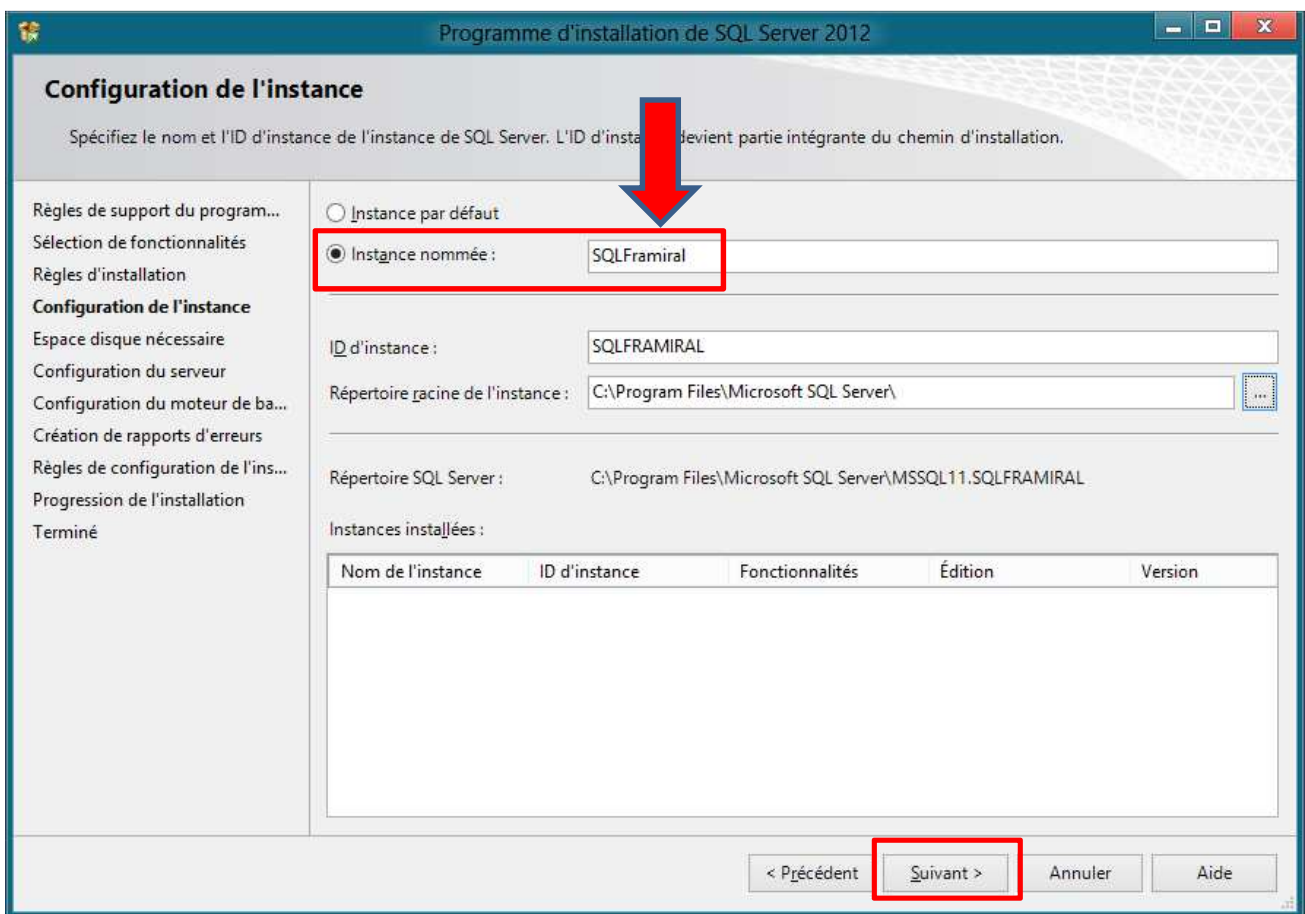 Programme d'installation de SQL Server 2012
Configuration de l'instance
Spécifiez le nom et l'ID d'instance de l'instance de SQL Server. L'ID d'insta devient partie intégrante du chemin d'installation.
Règles de support du program...
Sélection de fonctionnalités
Règles d'installation
Configuration de l'instance
Espace disque nécessaire
Configuration du serveur
Configuration du moteur de ba...
Création de rapports d'erreurs
Règles de configuration de l'ins...
Progression de l'installation
Terminé
Instance par défaut
Instance nommée : SQLFramiral
ID d'instance : SQLFRAMIRAL
Répertoire racine de l'instance : C:\Program Files\Microsoft SQL Server\ ...
Répertoire SQL Server : C:\Program Files\Microsoft SQL Server\MSSQL11.SQLFRAMIRAL
Instances installées :
Nom de l'instance ID d'instance Fonctionnalités Édition Version
< Précédent Suivant > Annuler Aide